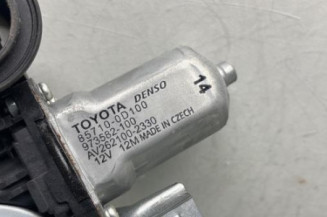 TOYOTA DENSO
85710-0D100
973582-100
AV262100-2330
12V 12M MADE IN CZECH
14